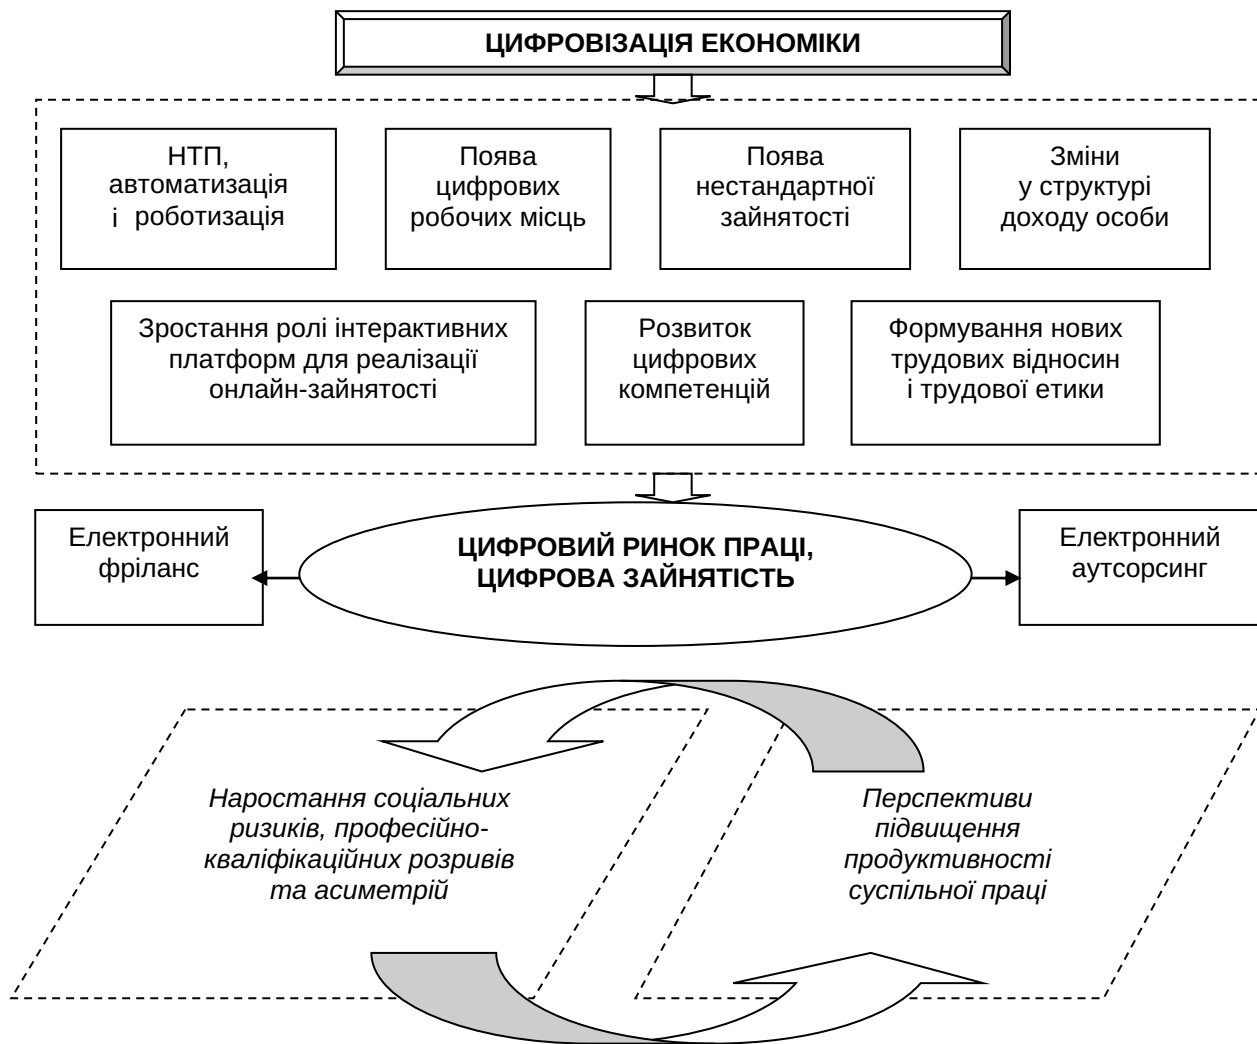 ЦИФРОВІЗАЦІЯ ЕКОНОМІКИ
НТП,
автоматизація
і роботизація
Поява
цифрових
робочих місць
Поява
нестандартної
зайнятості
Зміни
у структурі
доходу особи
Зростання ролі інтерактивних
платформ для реалізації
онлайн-зайнятості
Розвиток
цифрових
компетенцій
Формування нових
трудових відносин
і трудової етики
Електронний
фріланс
ЦИФРОВИЙ РИНОК ПРАЦІ,
ЦИФРОВА ЗАЙНЯТІСТЬ
Електронний
аутсорсинг
Наростання соціальних
ризиків, професійно-
кваліфікаційних розривів
та асиметрій
Перспективи
підвищення
продуктивності
суспільної праці